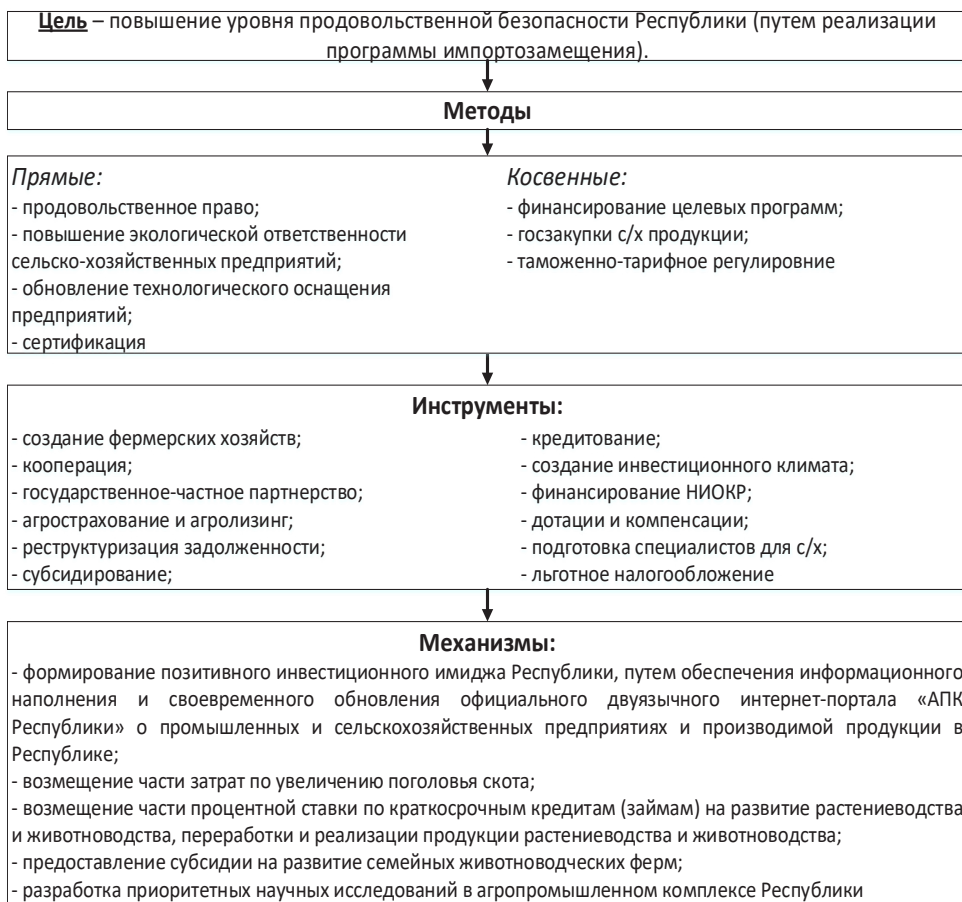 Цель – повышение уровня продовольственной безопасности Республики (путем реализации
программы импортозамещения).
Методы
Прямые:
- продовольственное право;
- повышение экологической ответственности
сельско-хозяйственных предприятий;
- обновление технологического оснащения
предприятий;
- сертификация
Косвенные:
- финансирование целевых программ;
- госзакупки с/х продукции;
- таможенно-тарифное регулировние
Инструменты:
- создание фермерских хозяйств;
- кооперация;
- государственное-частное партнерство;
- агрострахование и агролизинг;
- реструктуризация задолженности;
- субсидирование;
- кредитование;
- создание инвестиционного климата;
- финансирование НИОКР;
- дотации и компенсации;
- подготовка специалистов для с/х;
- льготное налогообложение
Механизмы:
- формирование позитивного инвестиционного имиджа Республики, путем обеспечения информационного
наполнения и своевременного обновления официального двуязычного интернет-портала «АПК
Республики» о промышленных и сельскохозяйственных предприятиях и производимой продукции в
Республике;
- возмещение части затрат по увеличению поголовья скота;
- возмещение части процентной ставки по краткосрочным кредитам (займам) на развитие растениеводства
и животноводства, переработки и реализации продукции растениеводства и животноводства;
- предоставление субсидии на развитие семейных животноводческих ферм;
- разработка приоритетных научных исследований в агропромышленном комплексе Республики